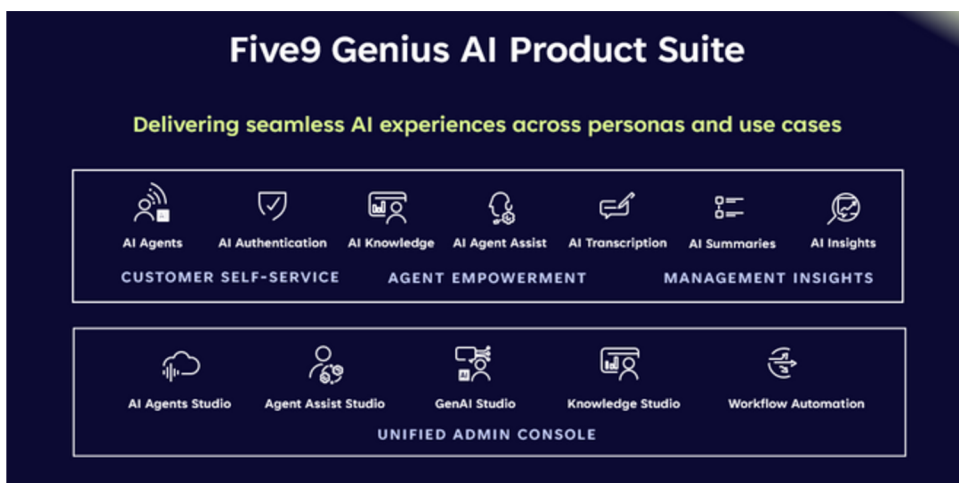 Five9 Genius AI Product Suite
Delivering seamless AI experiences across personas and use cases
AI Agents AI Authentication AI Knowledge AI Agent Assist AI Transcription AI Summaries AI Insights
CUSTOMER SELF-SERVICE AGENT EMPOWERMENT MANAGEMENT INSIGHTS
AI Agents Studio Agent Assist Studio GenAI Studio Knowledge Studio Workflow Automation
UNIFIED ADMIN CONSOLE